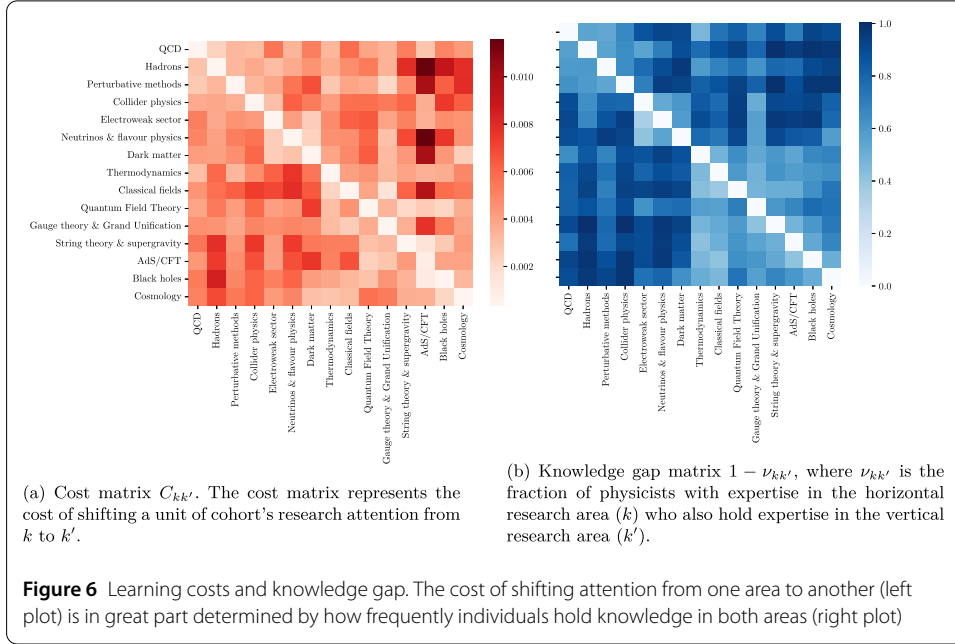 QCD
Hadrons
Perturbative methods
Collider physics
Electroweak sector
Neutrinos & flavour physics
Dark matter
Thermodynamics
Classical fields
Quantum Field Theory
Gauge theory & Grand Unification
String theory & supergravity
AdS/CFT
Black holes
Cosmology
QCD
Hadrons
Perturbative methods
Collider physics
Electroweak sector
Neutrinos & flavour physics
Dark matter
Thermodynamics
Classical fields
Quantum Field Theory
Gauge theory & Grand Unification
String theory & supergravity
AdS/CFT
Black holes
Cosmology
0.010
0.008
0.006
0.004
0.002
QCD
Hadrons
Perturbative methods
Collider physics
Electroweak sector
Neutrinos & flavour physics
Dark matter
Thermodynamics
Classical fields
Quantum Field Theory
Gauge theory & Grand Unification
String theory & supergravity
AdS/CFT
Black holes
Cosmology
1.0
0.8
0.6
0.4
0.2
0.0
(a) Cost matrix Ckk′. The cost matrix represents the
cost of shifting a unit of cohort's research attention from
k to k′.
(b) Knowledge gap matrix 1 − νkk′, where νkk′ is the
fraction of physicists with expertise in the horizontal
research area (k) who also hold expertise in the vertical
research area (k′).
Figure 6 Learning costs and knowledge gap. The cost of shifting attention from one area to another (left
plot) is in great part determined by how frequently individuals hold knowledge in both areas (right plot)